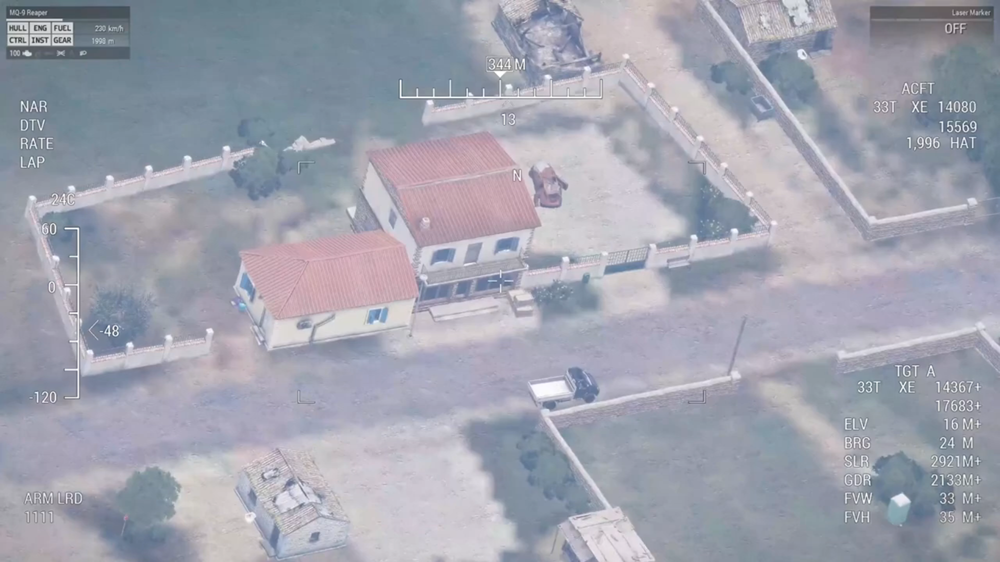 MQ-9 Reaper
HULL ENG FUEL 230 km/h
CTRL INST GEAR 1998 m
100
Laser Marker
OFF
344 M
13
N
NAR
DTV
RATE
LAP
ACFT
33T XE 14080
15569
1,996 HAT
24C
60
0
-48
-120
TGT A
33T XE 14367+
17683+
ELV 16 M+
BRG 24 M
SLR 2921M+
GDR 2133M+
FVW 33 M+
FVH 35 M+
ARM LRD
1111